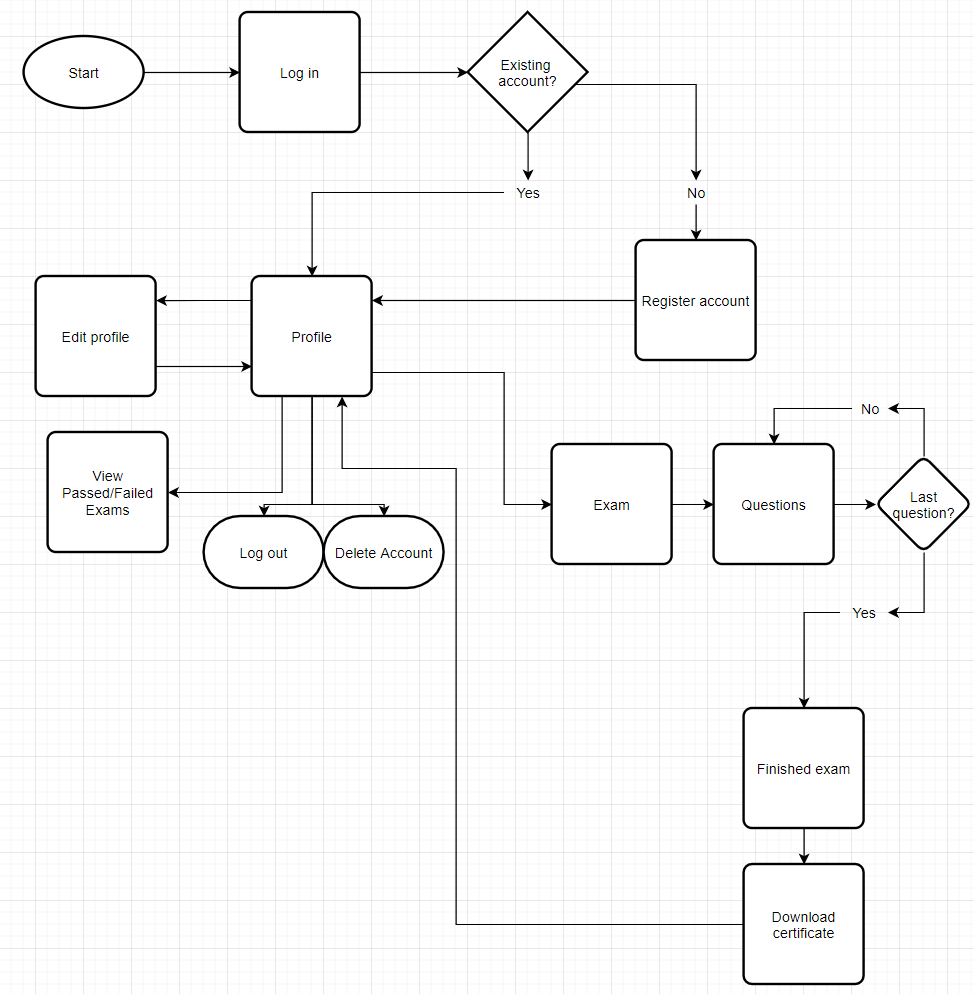 Start
Log in
Existing
account?
Yes
No
Register account
Edit profile
Profile
No
View
Passed/Failed
Exams
Exam
Questions
Last
question?
Log out
Delete Account
Yes
Finished exam
Download
certificate